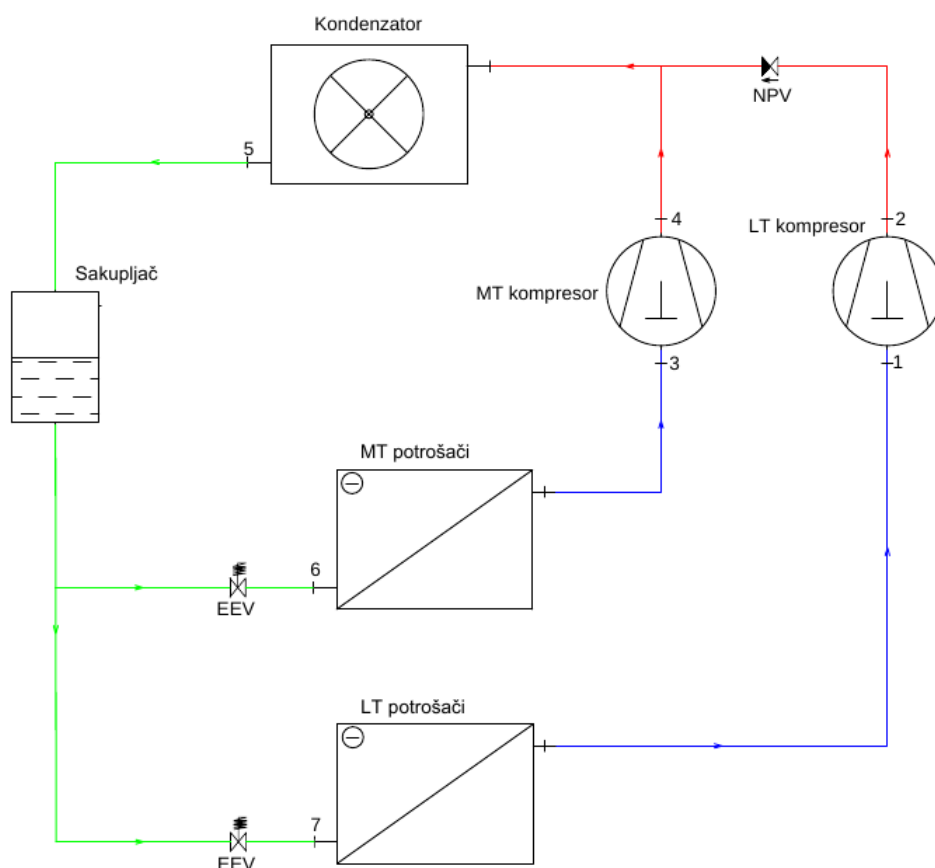 Kondenzator
NPV
5
4
LT kompresor
2
Sakupljač
MT kompresor
3
1
MT potrošači
6
EEV
LT potrošači
7
EEV